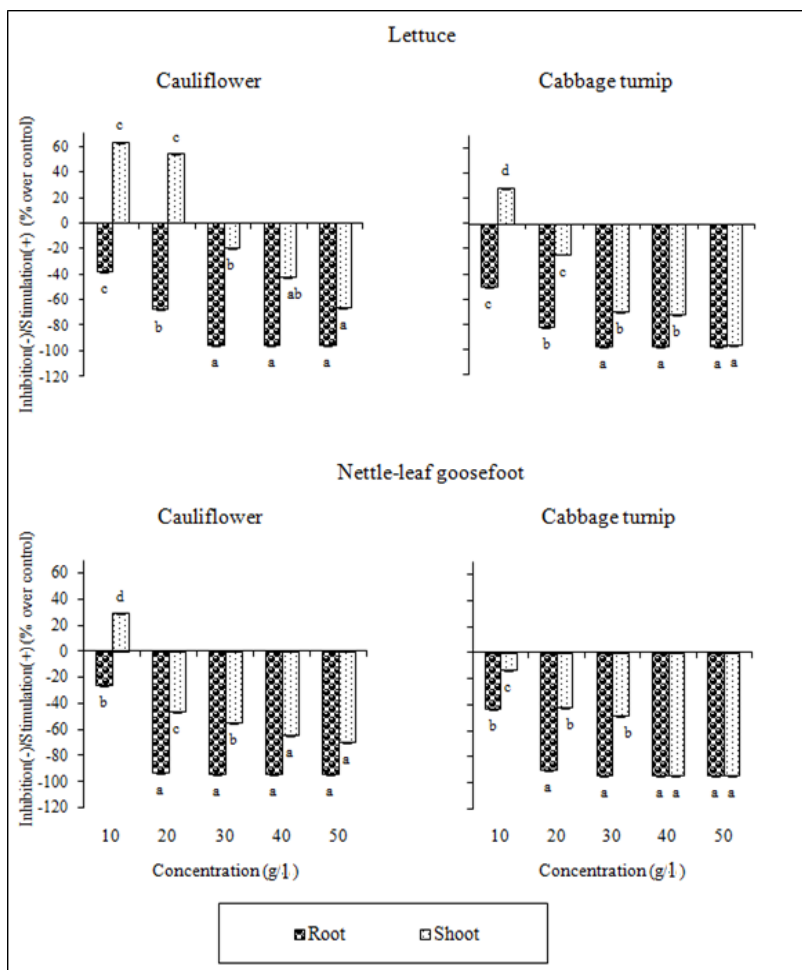 Lettuce
Cauliflower
Cabbage turnip
Inhibition(-)/Stimulation(+) (% over control)
60
40
20
0
-20
-40
-60
-80
-100
-120
c
c
c
b
b
a
ab
a
a
a
d
c
b
c
a
b
a
b
a
a
Nettle-leaf goosefoot
Cauliflower
Cabbage turnip
Inhibition(-)/Stimulation(+) (% over control)
60
40
20
0
-20
-40
-60
-80
-100
-120
d
b
a
c
a
b
a
a
a
a
b
c
a
b
a
b
a
a
a
a
10
20
30
40
50
10
20
30
40
50
Concentration (g/l)
Concentration (g/l)
Root
Shoot